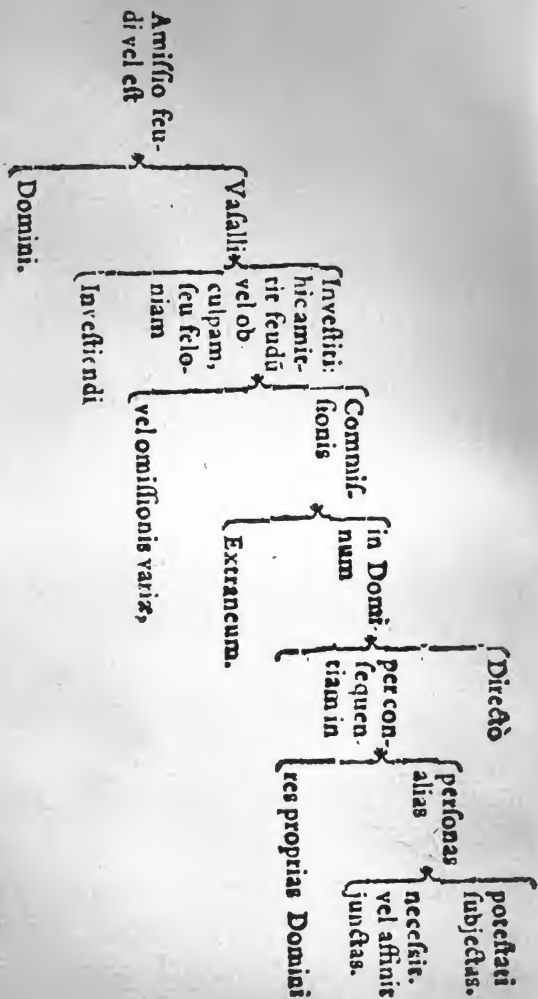 Amiſſio feu-
di vel eſt
Vaſalli
Domini.
Inveſtiti:
hic amit-
tit feudū
vel ob
culpam,
ſeu felo-
niam
Inveſtiendi
Commiſ-
ſionis
vel omiſſionis variæ,
in Domi-
num
Extraneum.
Directò
per con-
ſequen-
tiam in
perſonas
alias
res proprias Domini
poteſtati
ſubjectas.
neceſsit.
vel affinit
junctas.